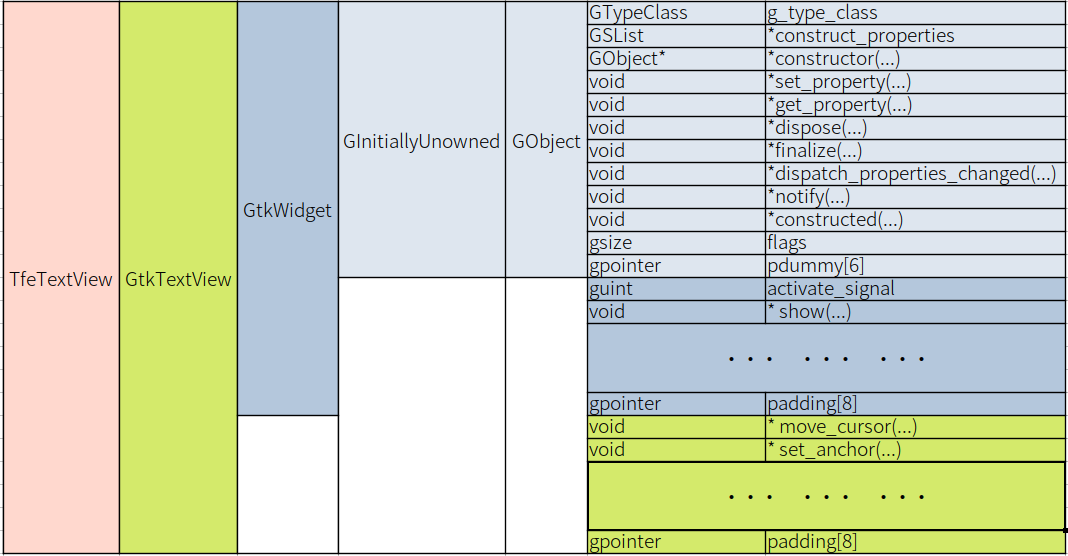 GTypeClass g_type_class
GSList *construct_properties
GObject* *constructor(...)
void *set_property(...)
void *get_property(...)
void *dispose(...)
GInitiallyUnowned GObject
void *finalize(...)
void *dispatch_properties_changed(...)
void *notify(...)
GtkWidget
void *constructed(...)
gsize flags
gpointer pdummy[6]
TfeTextView GtkTextView
guint activate_signal
void * show(...)
... ... ...
gpointer padding[8]
void * move_cursor(...)
void * set_anchor(...)
... ... ...
gpointer padding[8]